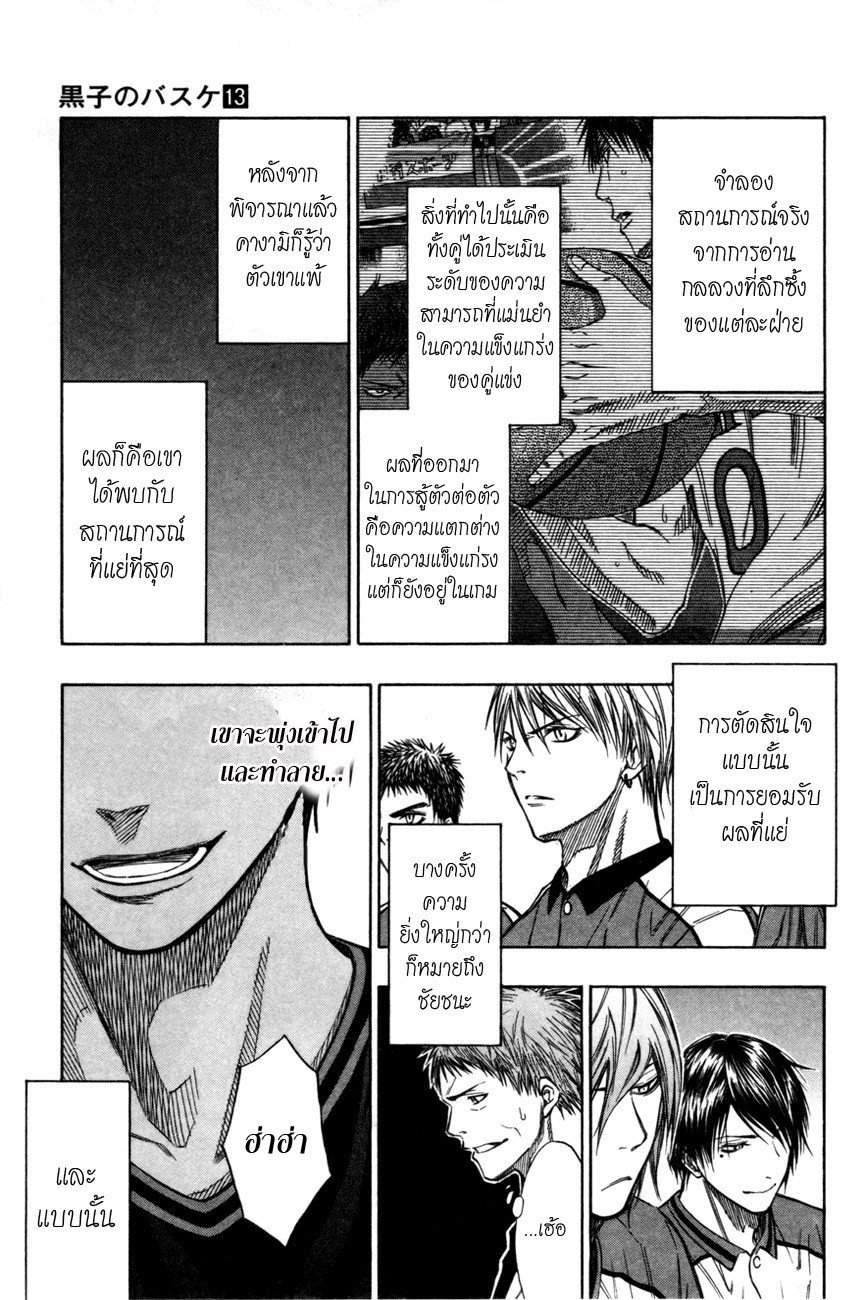 黒子のバスケ13
จำลอง
สถานการณ์จริง
จากการอ่าน
กลลวงที่ลึกซึ้ง
ของแต่ละฝ่าย
สิ่งที่ทำไปนั้นคือ
ทั้งคู่ได้ประเมิน
ระดับของความ
สามารถที่แม่นยำ
ในความแข็งแกร่ง
ของคู่แข่ง
ผลที่ออกมา
ในการสู้ตัวต่อตัว
คือความแตกต่าง
ในความแข็งแก่รง
แต่ก็ยังอยู่ในเกม
หลังจาก
พิจารณาแล้ว
คางามิก็รู้ว่า
ตัวเขาแพ้
ผลก็คือเขา
ได้พบกับ
สถานการณ์
ที่แย่ที่สุด
การตัดสินใจ
แบบนั้น
เป็นการยอมรับ
ผลที่แย่
บางครั้ง
ความ
ยิ่งใหญ่กว่า
ก็หมายถึง
ชัยชนะ
เขาจะพุ่งเข้าไป
และทำลาย...
...เฮ้อ
ฮ่าฮ่า
และ
แบบนั้น